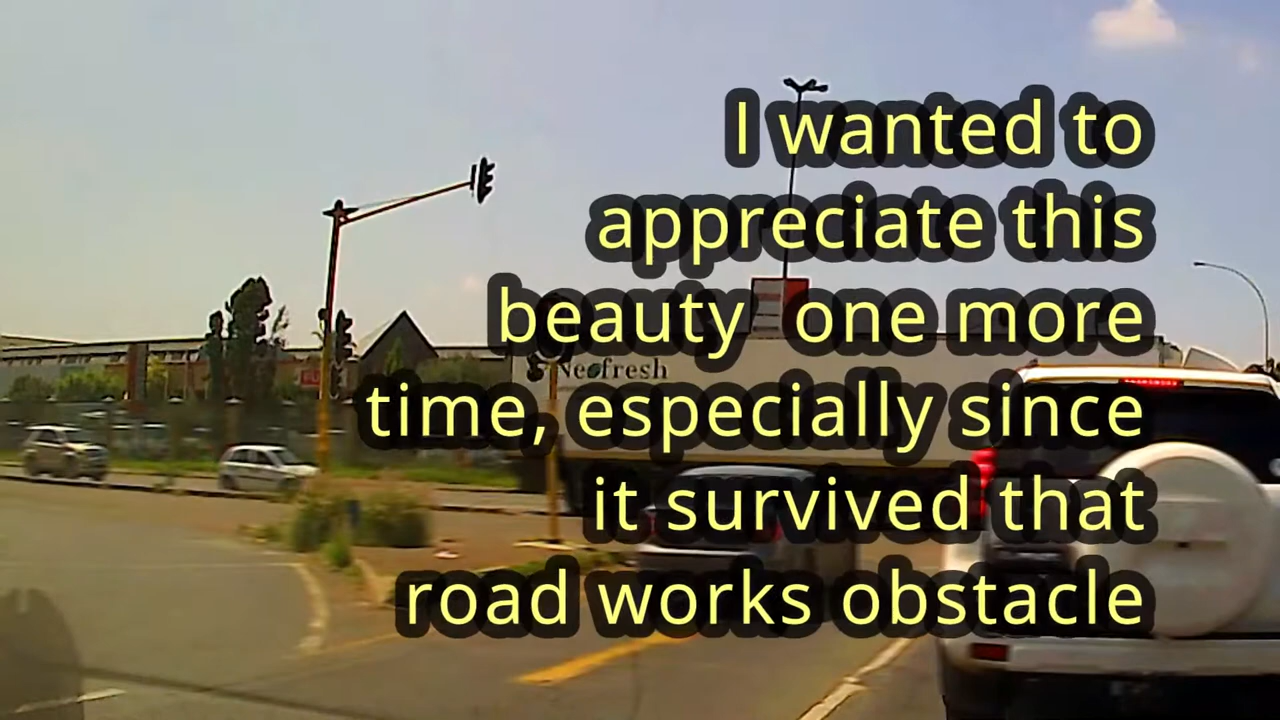 I wanted to
appreciate this
beauty one more
time, especially since
it survived that
road works obstacle
Neofresh